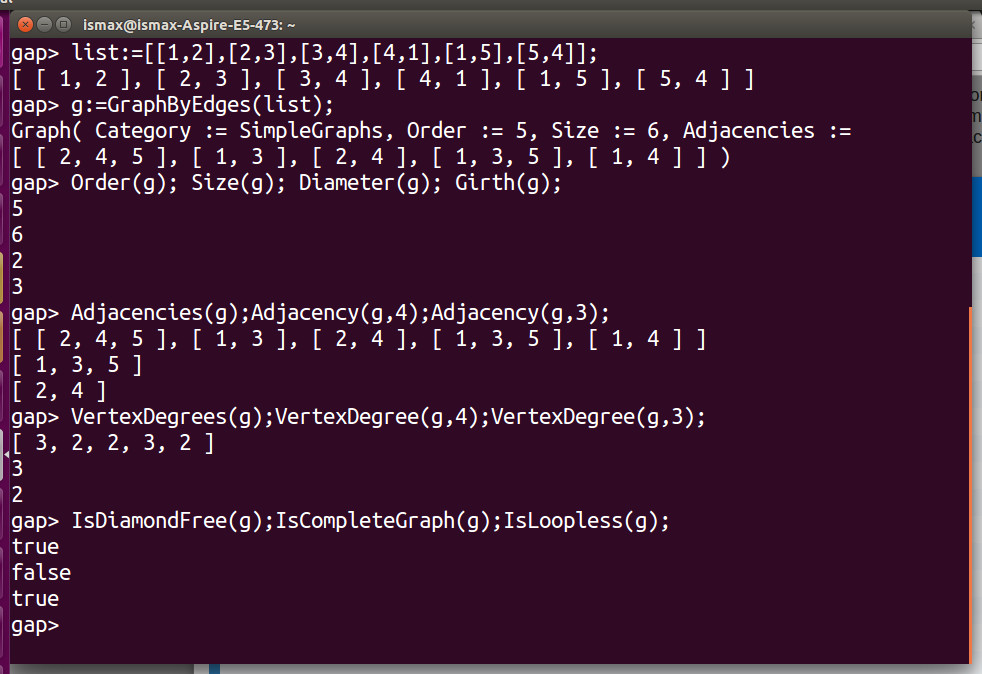 ismax@ismax-Aspire-E5-473: ~
gap> list:=[[1,2],[2,3],[3,4],[4,1],[1,5],[5,4]];
[ [ 1, 2 ], [ 2, 3 ], [ 3, 4 ], [ 4, 1 ], [ 1, 5 ], [ 5, 4 ] ]
gap> g:=GraphByEdges(list);
Graph( Category := SimpleGraphs, Order := 5, Size := 6, Adjacencies :=
[ [ 2, 4, 5 ], [ 1, 3 ], [ 2, 4 ], [ 1, 3, 5 ], [ 1, 4 ] ] )
gap> Order(g); Size(g); Diameter(g); Girth(g);
5
6
2
3
gap> Adjacencies(g);Adjacency(g,4);Adjacency(g,3);
[ [ 2, 4, 5 ], [ 1, 3 ], [ 2, 4 ], [ 1, 3, 5 ], [ 1, 4 ] ]
[ 1, 3, 5 ]
[ 2, 4 ]
gap> VertexDegrees(g);VertexDegree(g,4);VertexDegree(g,3);
[ 3, 2, 2, 3, 2 ]
3
2
gap> IsDiamondFree(g);IsCompleteGraph(g);IsLoopless(g);
true
false
true
gap>